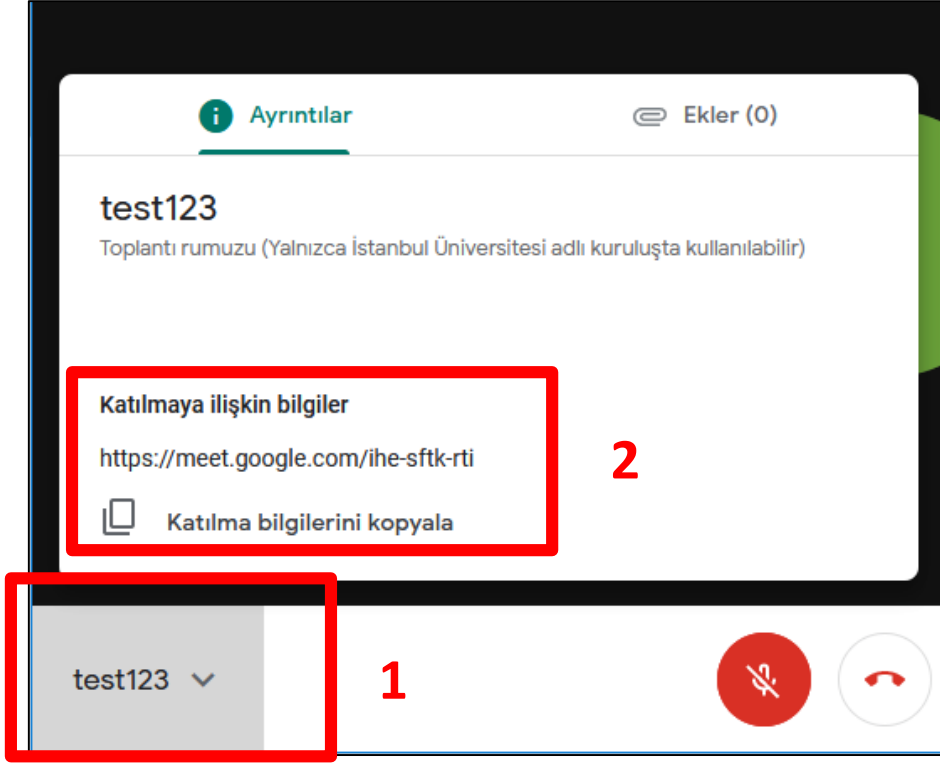 Ayrıntılar
Ekler (0)
test123
Toplantı rumuzu (Yalnızca İstanbul Üniversitesi adlı kuruluşta kullanılabilir)
Katılmaya ilişkin bilgiler
https://meet.google.com/ihe-sftk-rti
Katılma bilgilerini kopyala
2
test123
1